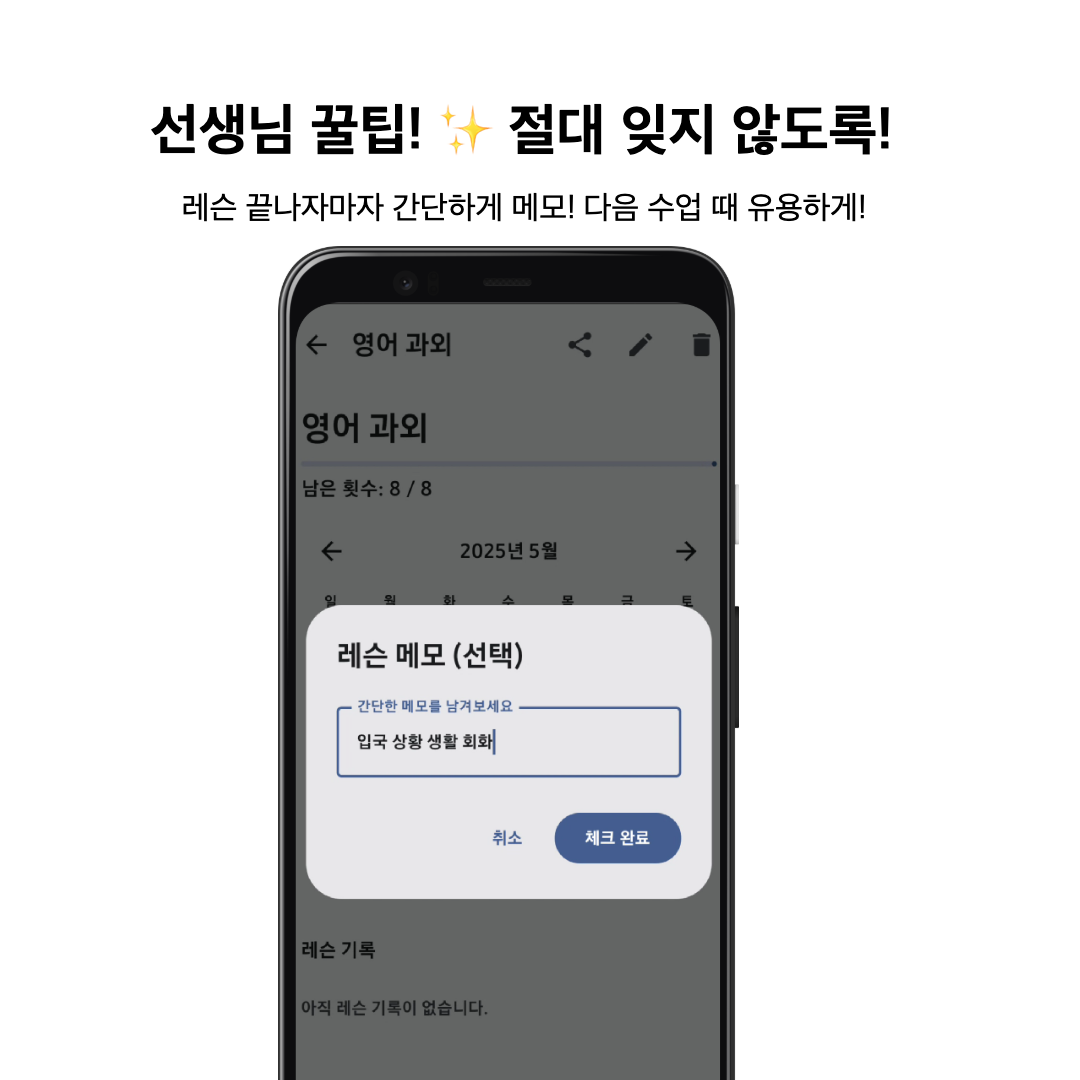 선생님 꿀팁! ✨ 절대 잊지 않도록!
레슨 끝나자마자 간단하게 메모! 다음 수업 때 유용하게!
영어 과외
영어 과외
남은 횟수: 8 / 8
2025년 5월
일 월 화 수 목 금 토
레슨 메모 (선택)
간단한 메모를 남겨보세요
입국 상황 생활 회화
취소 체크 완료
레슨 기록
아직 레슨 기록이 없습니다.